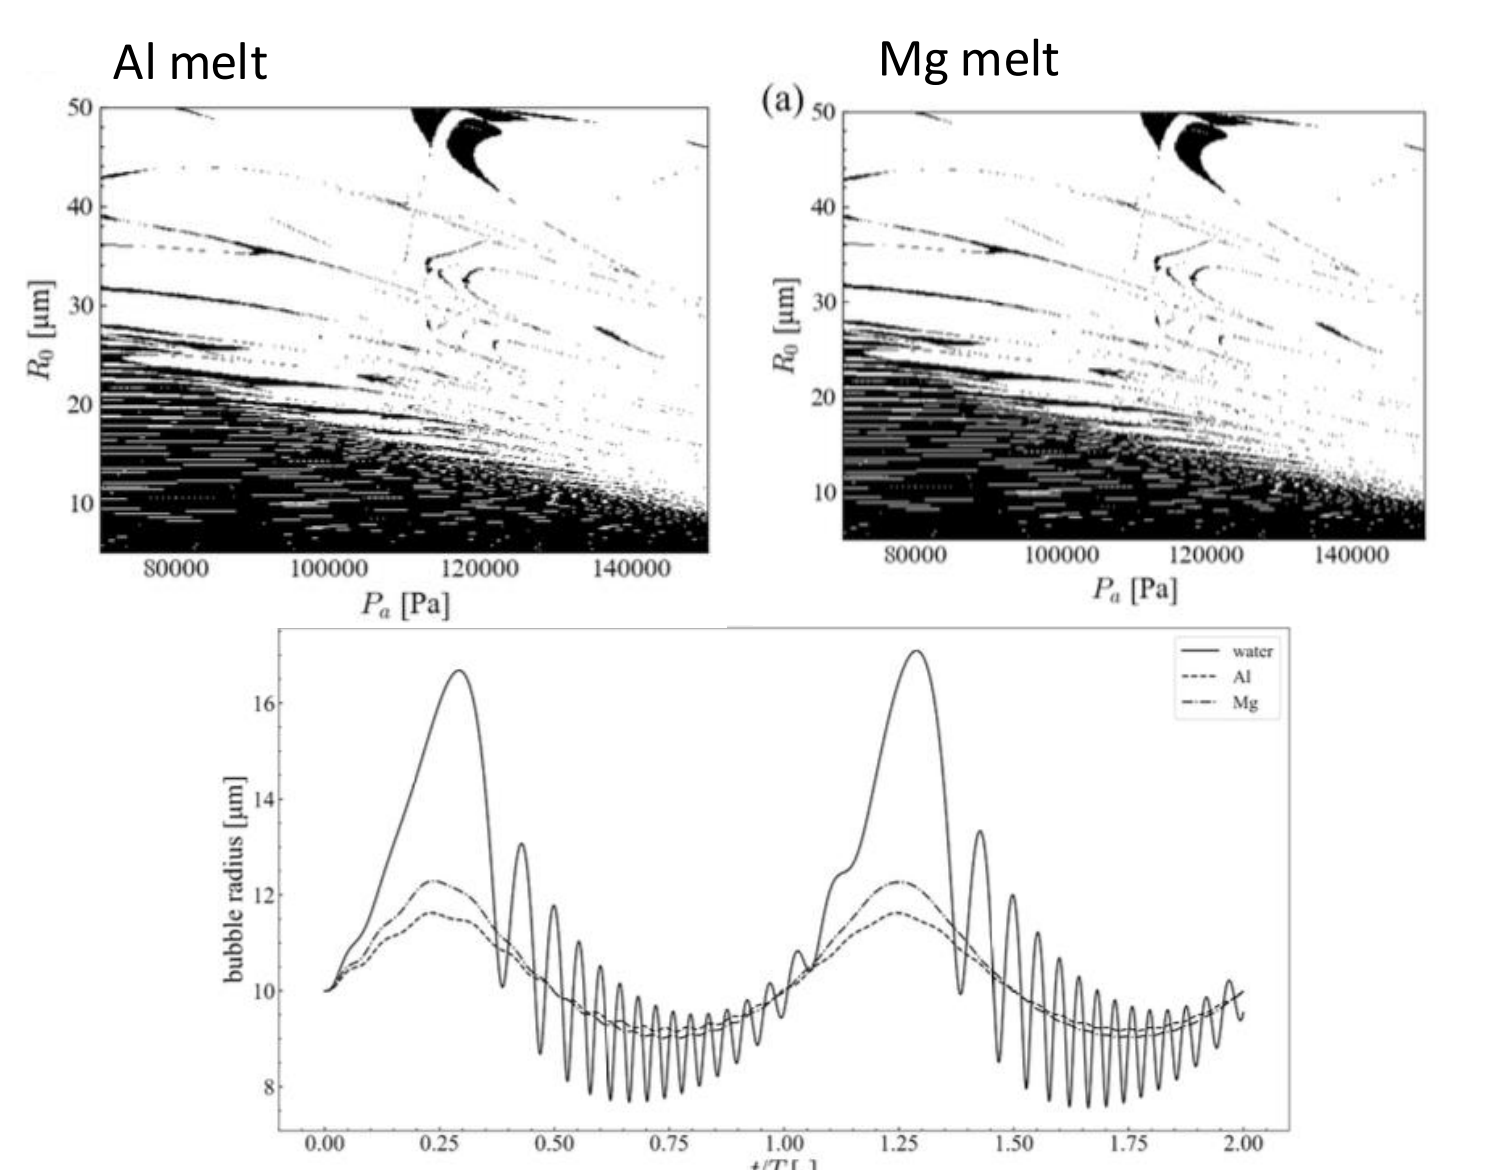 Al melt
Mg melt
(a)
50
40
30
20
10
R₀ [μm]
80000 100000 120000 140000
Pₐ [Pa]
50
40
30
20
10
R₀ [μm]
80000 100000 120000 140000
Pₐ [Pa]
water
Al
Mg
16
14
12
10
8
bubble radius [μm]
0.00 0.25 0.50 0.75 1.00 1.25 1.50 1.75 2.00